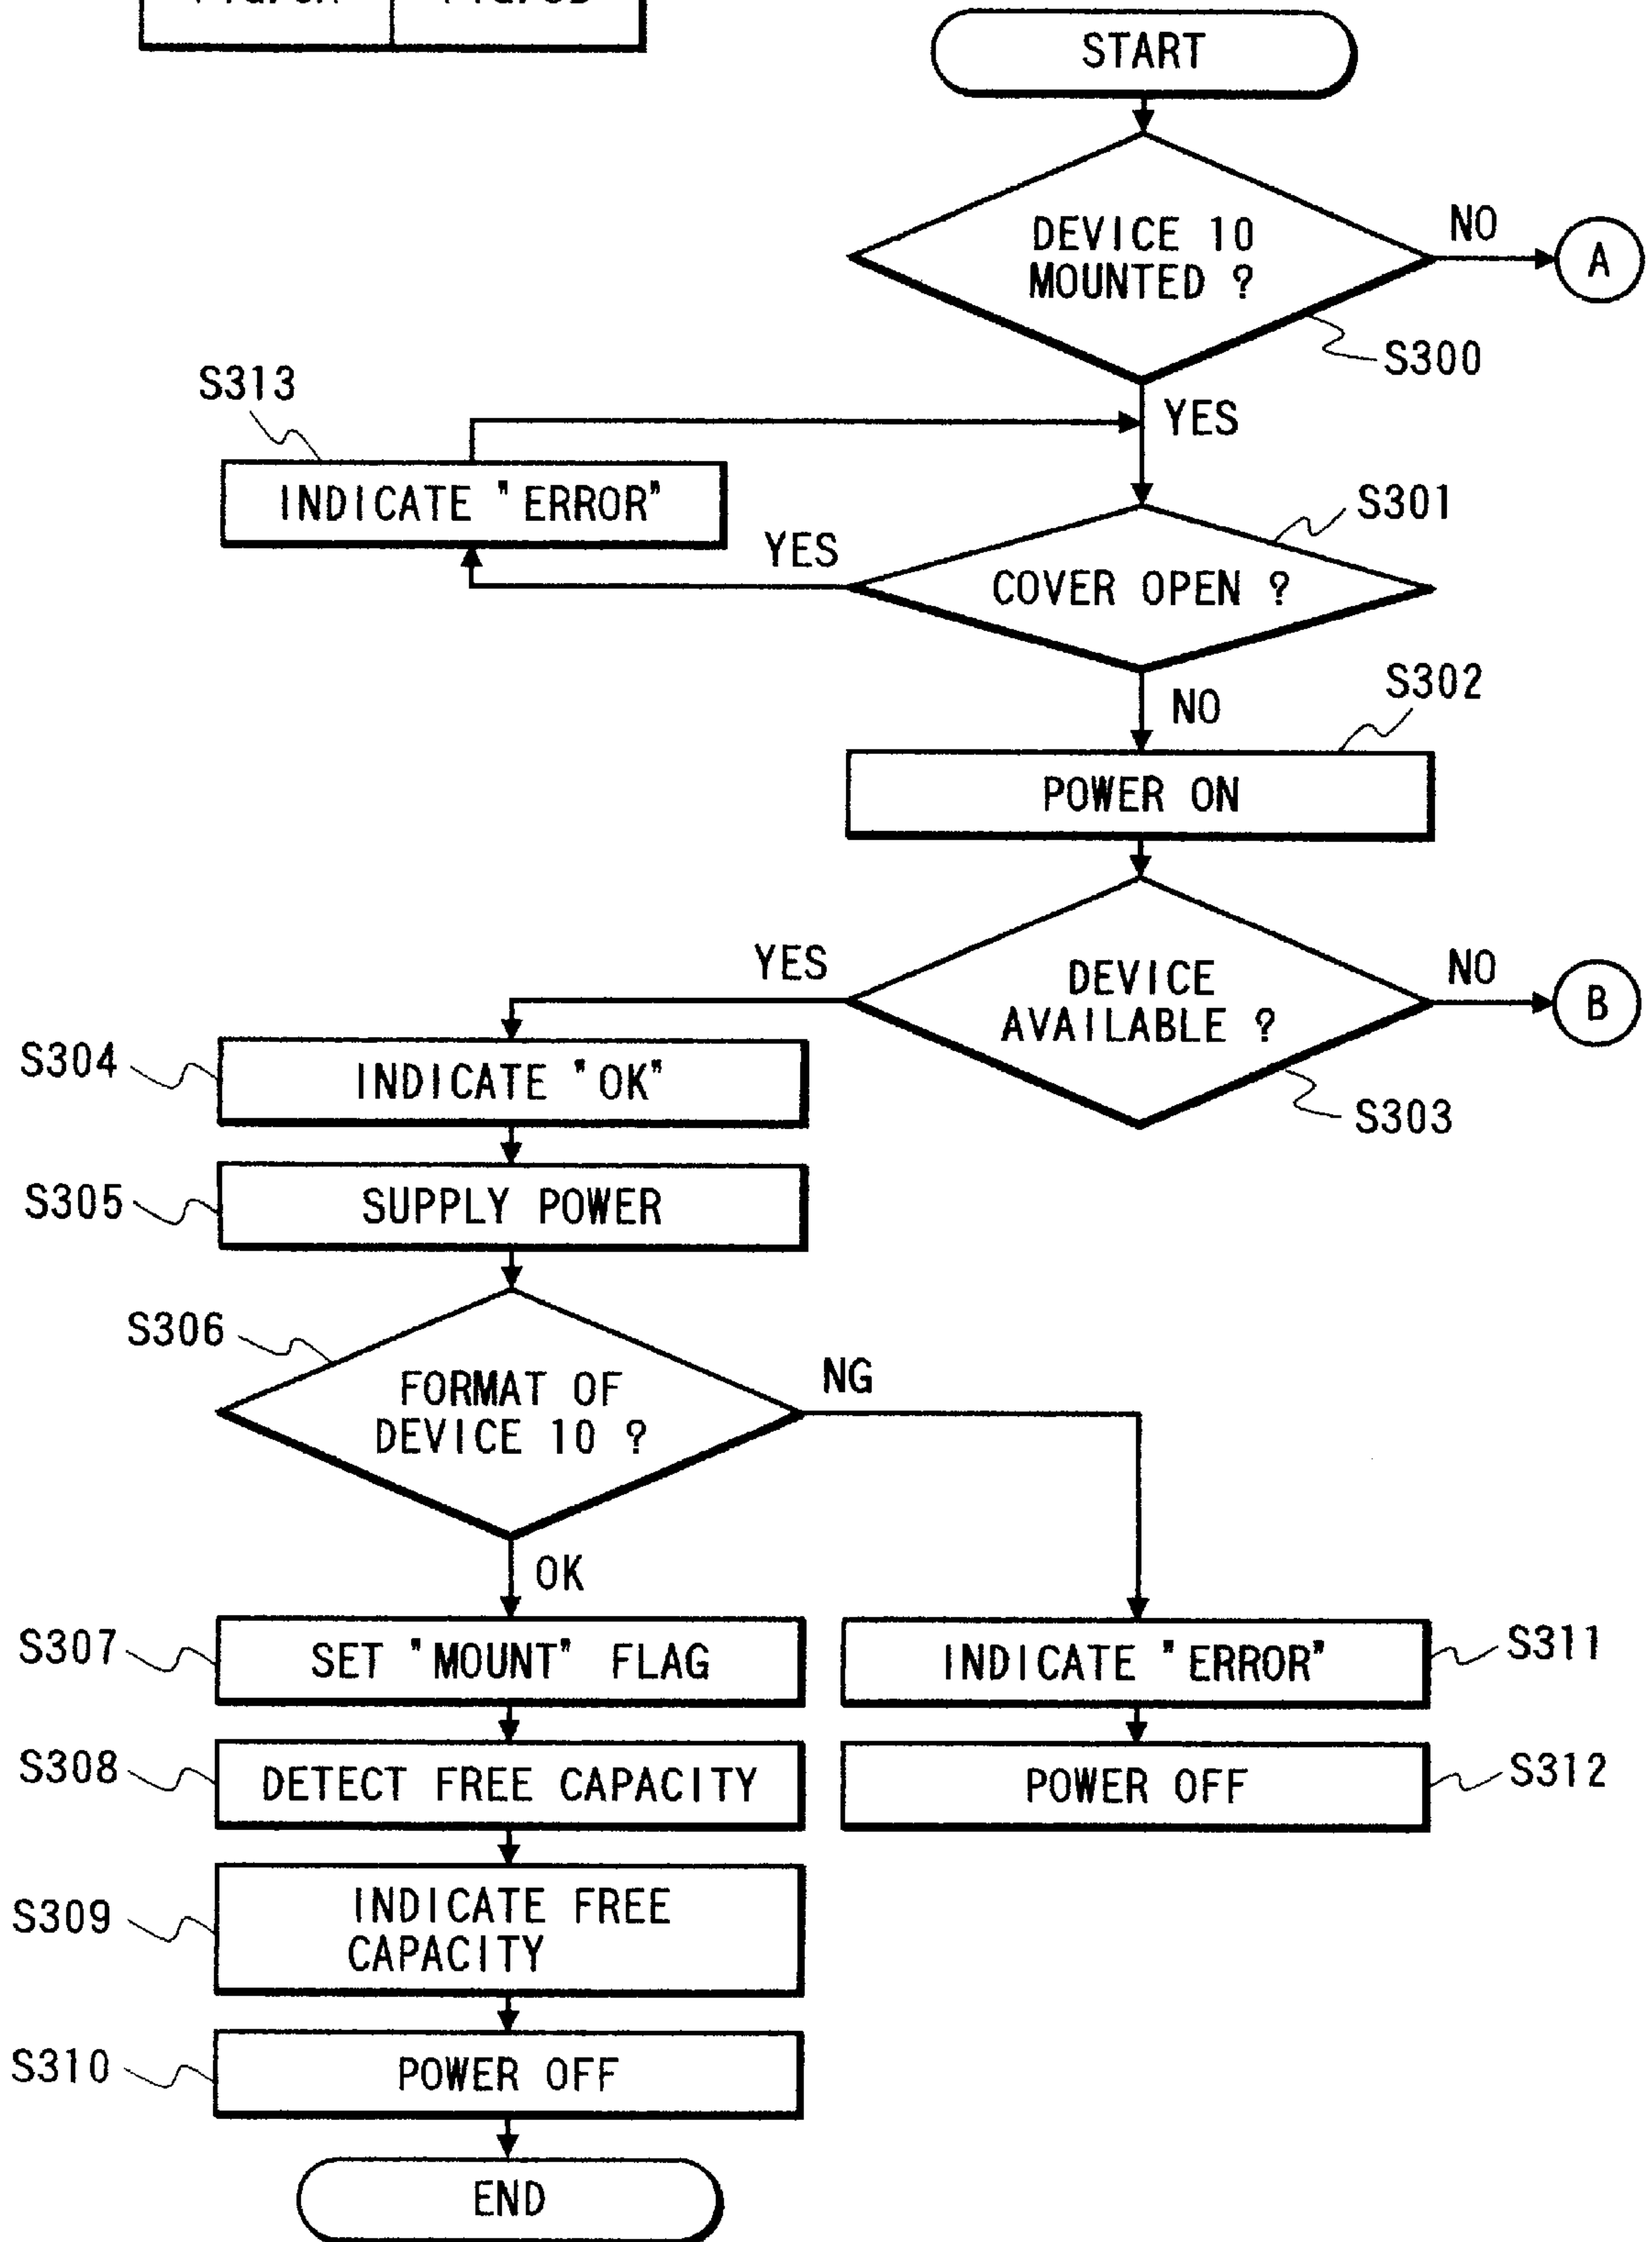 START
DEVICE 10
MOUNTED ?
NO
A
S300
S313
YES
INDICATE "ERROR"
S301
YES
COVER OPEN ?
S302
NO
POWER ON
YES
DEVICE
AVAILABLE ?
NO
B
S304
INDICATE "OK"
S303
S305
SUPPLY POWER
S306
FORMAT OF
DEVICE 10 ?
NG
OK
S307
SET "MOUNT" FLAG
INDICATE "ERROR"
S311
S308
DETECT FREE CAPACITY
POWER OFF
S312
S309
INDICATE FREE
CAPACITY
S310
POWER OFF
END